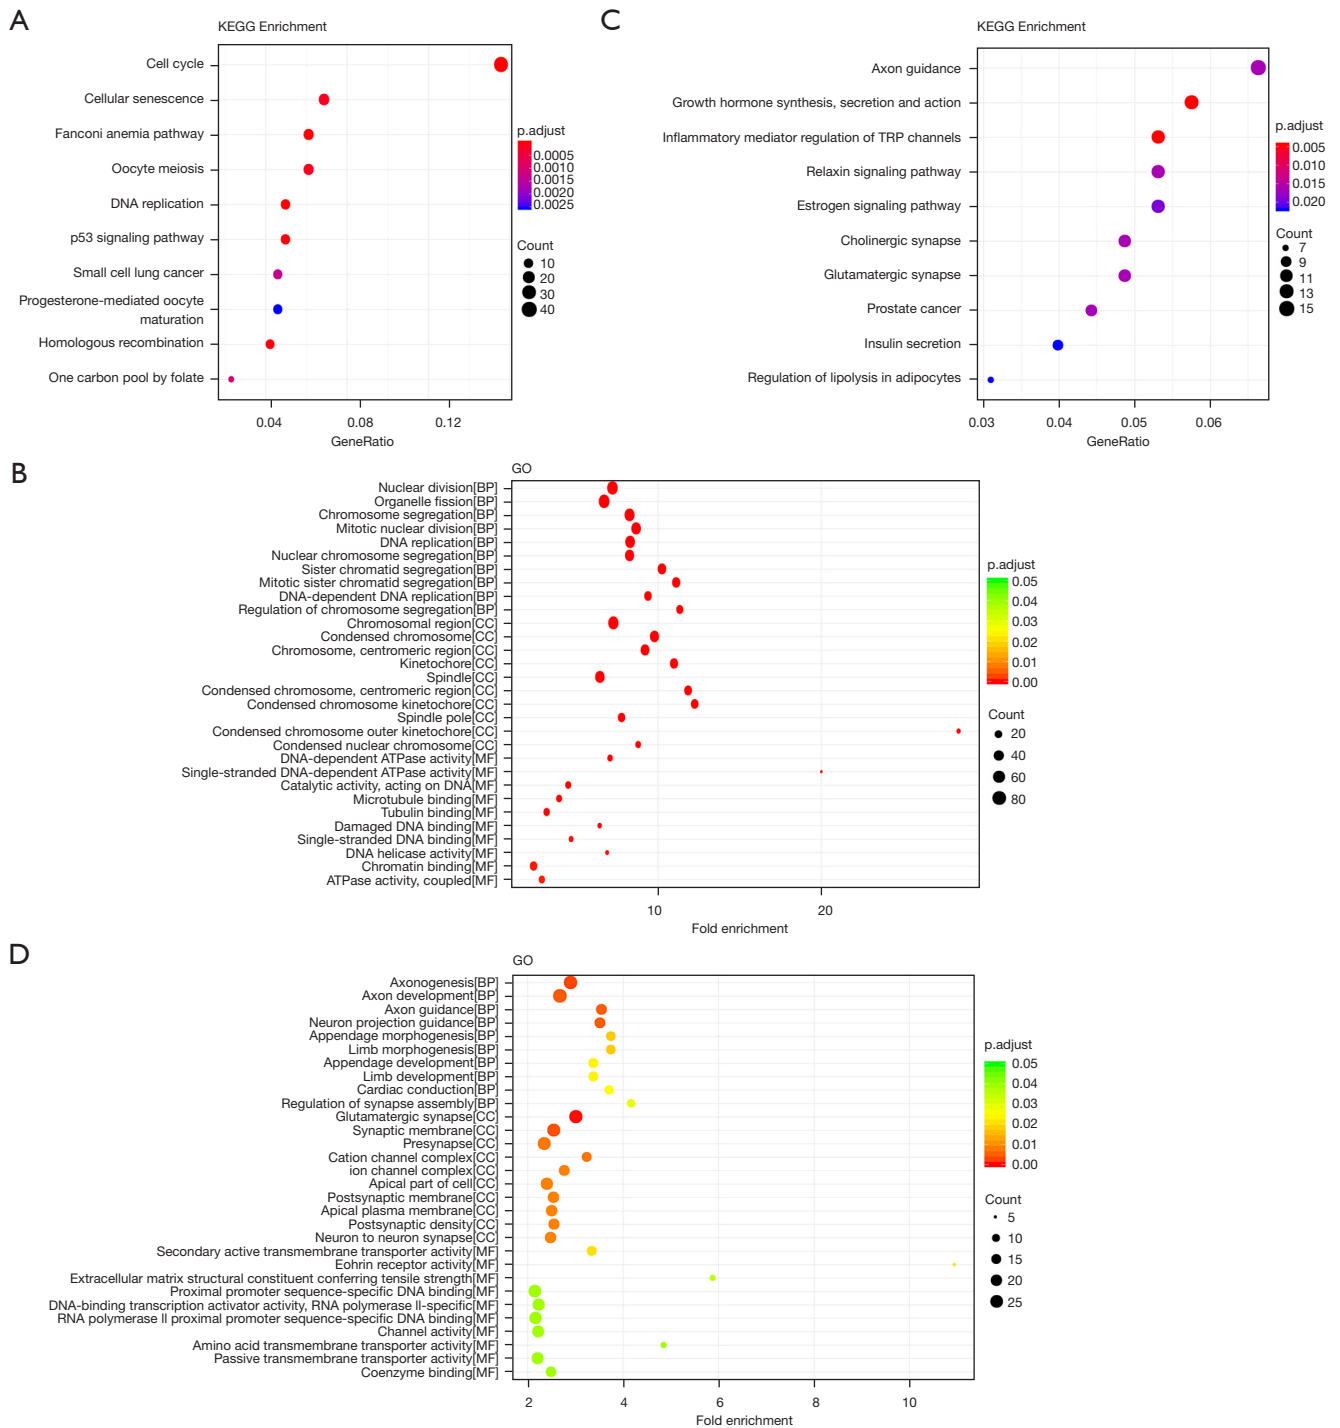 A
KEGG Enrichment
Cell cycle
Cellular senescence
Fanconi anemia pathway
Oocyte meiosis
DNA replication
p53 signaling pathway
Small cell lung cancer
Progesterone-mediated oocyte
maturation
Homologous recombination
One carbon pool by folate
0.04
0.08
0.12
GeneRatio
p.adjust
0.0005
0.0010
0.0015
0.0020
0.0025
Count
10
20
30
40
C
KEGG Enrichment
Axon guidance
Growth hormone synthesis, secretion and action
Inflammatory mediator regulation of TRP channels
Relaxin signaling pathway
Estrogen signaling pathway
Cholinergic synapse
Glutamatergic synapse
Prostate cancer
Insulin secretion
Regulation of lipolysis in adipocytes
0.03
0.04
0.05
0.06
GeneRatio
p.adjust
0.005
0.010
0.015
0.020
Count
7
9
11
13
15
B
GO
Nuclear division[BP]
Organelle fission[BP]
Chromosome segregation[BP]
Mitotic nuclear division[BP]
DNA replication[BP]
Nuclear chromosome segregation[BP]
Sister chromatid segregation[BP]
Mitotic sister chromatid segregation[BP]
DNA-dependent DNA replication[BP]
Regulation of chromosome segregation[BP]
Chromosomal region[CC]
Condensed chromosome[CC]
Chromosome, centromeric region[CC]
Kinetochore[CC]
Spindle[CC]
Condensed chromosome, centromeric region[CC]
Condensed chromosome kinetochore[CC]
Spindle pole[CC]
Condensed chromosome outer kinetochore[CC]
Condensed nuclear chromosome[CC]
DNA-dependent ATPase activity[MF]
Single-stranded DNA-dependent ATPase activity[MF]
Catalytic activity, acting on DNA[MF]
Microtubule binding[MF]
Tubulin binding[MF]
Damaged DNA binding[MF]
Single-stranded DNA binding[MF]
DNA helicase activity[MF]
Chromatin binding[MF]
ATPase activity, coupled[MF]
10
20
Fold enrichment
p.adjust
0.05
0.04
0.03
0.02
0.01
0.00
Count
20
40
60
80
D
GO
Axonogenesis[BP]
Axon development[BP]
Axon guidance[BP]
Neuron projection guidance[BP]
Appendage morphogenesis[BP]
Limb morphogenesis[BP]
Appendage development[BP]
Limb development[BP]
Cardiac conduction[BP]
Regulation of synapse assembly[BP]
Glutamatergic synapse[CC]
Synaptic membrane[CC]
Presynapse[CC]
Cation channel complex[CC]
ion channel complex[CC]
Apical part of cell[CC]
Postsynaptic membrane[CC]
Apical plasma membrane[CC]
Postsynaptic density[CC]
Neuron to neuron synapse[CC]
Secondary active transmembrane transporter activity[MF]
Eohrin receptor activity[MF]
Extracellular matrix structural constituent conferring tensile strength[MF]
Proximal promoter sequence-specific DNA binding[MF]
DNA-binding transcription activator activity, RNA polymerase II-specific[MF]
RNA polymerase II proximal promoter sequence-specific DNA binding[MF]
Channel activity[MF]
Amino acid transmembrane transporter activity[MF]
Passive transmembrane transporter activity[MF]
Coenzyme binding[MF]
2
4
6
8
10
Fold enrichment
p.adjust
0.05
0.04
0.03
0.02
0.01
0.00
Count
5
10
15
20
25